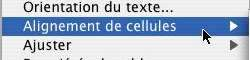 Orientation du texte...
Alignement de cellules
Ajuster